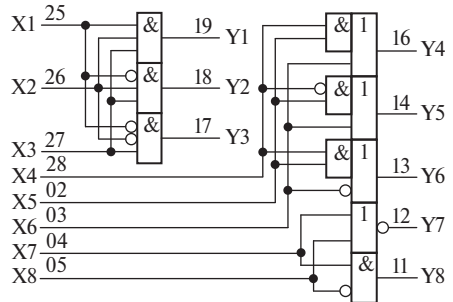 X1 25 & 19 Y1
X2 26 & 18 Y2
& 17 Y3
X3 27
X4 28
X5 02
X6 03
X7 04
X8 05
& 1 16 Y4
& 14 Y5
& 1 13 Y6
1 12 Y7
& 11 Y8